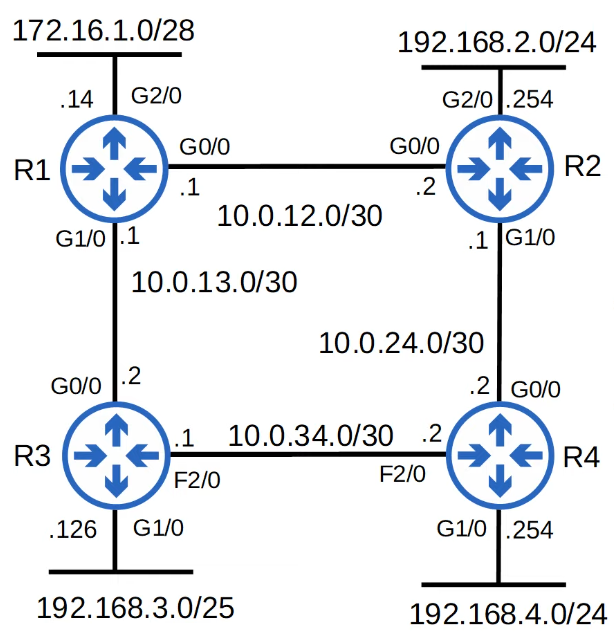 172.16.1.0/28
192.168.2.0/24
.14 G2/0
G2/0 .254
R1
G0/0
G0/0
R2
.1
.2
10.0.12.0/30
G1/0 .1
.1 G1/0
10.0.13.0/30
10.0.24.0/30
G0/0 .2
.2 G0/0
R3
.1
10.0.34.0/30
.2
R4
F2/0
F2/0
.126 G1/0
G1/0 .254
192.168.3.0/25
192.168.4.0/24